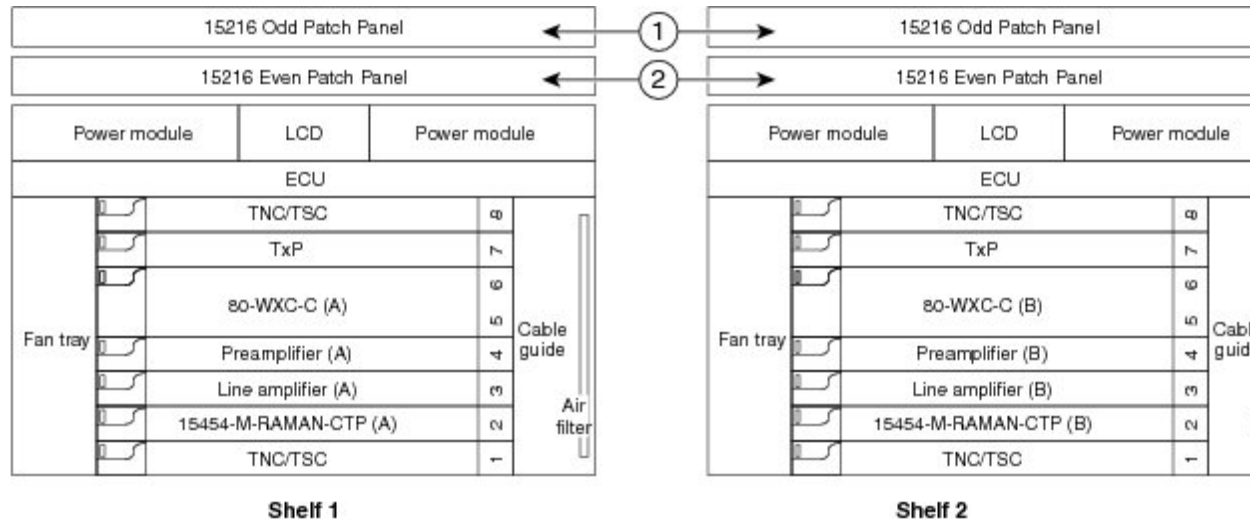 15216 Odd Patch Panel
1
15216 Odd Patch Panel
15216 Even Patch Panel
2
15216 Even Patch Panel
Power module
LCD
Power module
ECU
Fan tray
TNC/TSC
8
TxP
7
80-WXC-C (A)
6
5
Preamplifier (A)
4
Line amplifier (A)
3
15454-M-RAMAN-CTP (A)
2
TNC/TSC
1
Cable
guide
Air
filter
Shelf 1
Power module
LCD
Power module
ECU
Fan tray
TNC/TSC
8
TxP
7
80-WXC-C (B)
6
5
Preamplifier (B)
4
Line amplifier (B)
3
15454-M-RAMAN-CTP (B)
2
TNC/TSC
1
Cabl
guid
Shelf 2